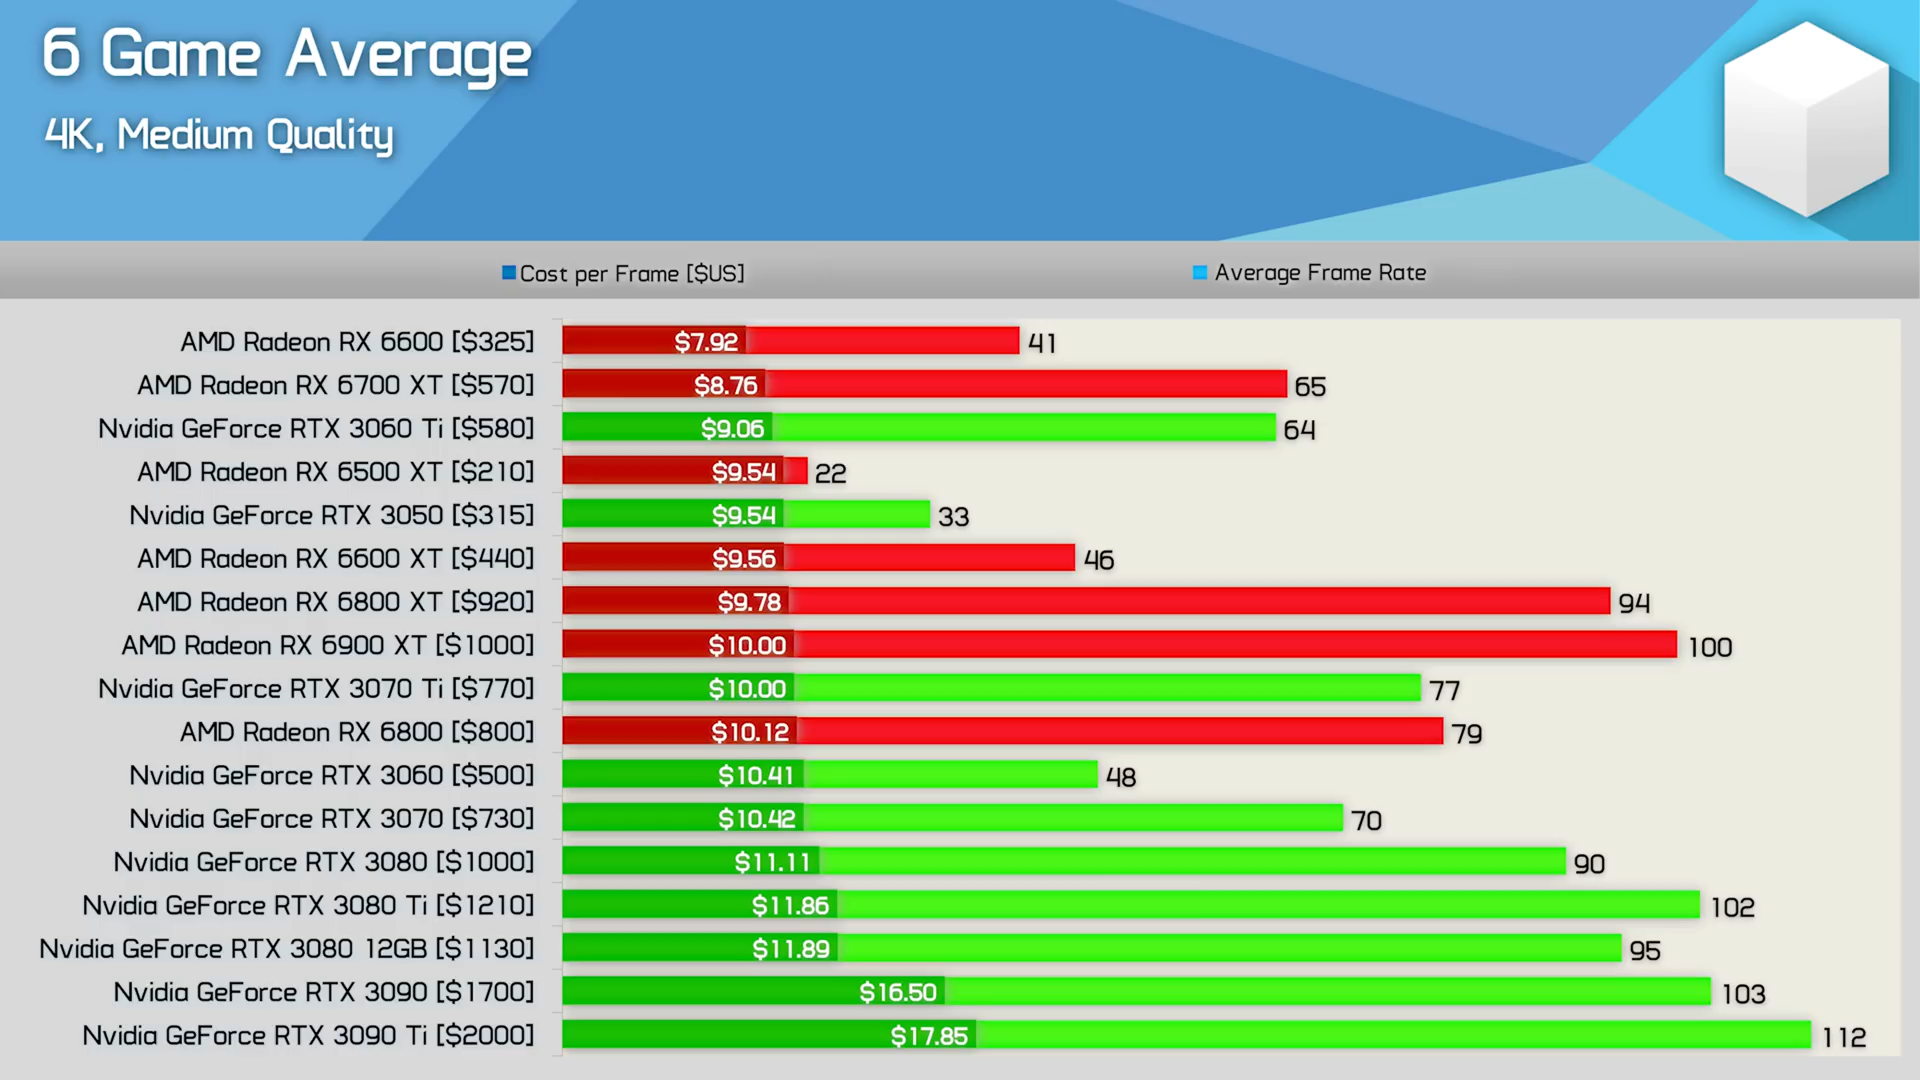 6 Game Average
4K, Medium Quality
Cost per Frame [$US] Average Frame Rate
AMD Radeon RX 6600 [$325] $7.92 41
AMD Radeon RX 6700 XT [$570] $8.76 65
Nvidia GeForce RTX 3060 Ti [$580] $9.06 64
AMD Radeon RX 6500 XT [$210] $9.54 22
Nvidia GeForce RTX 3050 [$315] $9.54 33
AMD Radeon RX 6600 XT [$440] $9.56 46
AMD Radeon RX 6800 XT [$920] $9.78 94
AMD Radeon RX 6900 XT [$1000] $10.00 100
Nvidia GeForce RTX 3070 Ti [$770] $10.00 77
AMD Radeon RX 6800 [$800] $10.12 79
Nvidia GeForce RTX 3060 [$500] $10.41 48
Nvidia GeForce RTX 3070 [$730] $10.42 70
Nvidia GeForce RTX 3080 [$1000] $11.11 90
Nvidia GeForce RTX 3080 Ti [$1210] $11.86 102
Nvidia GeForce RTX 3080 12GB [$1130] $11.89 95
Nvidia GeForce RTX 3090 [$1700] $16.50 103
Nvidia GeForce RTX 3090 Ti [$2000] $17.85 112